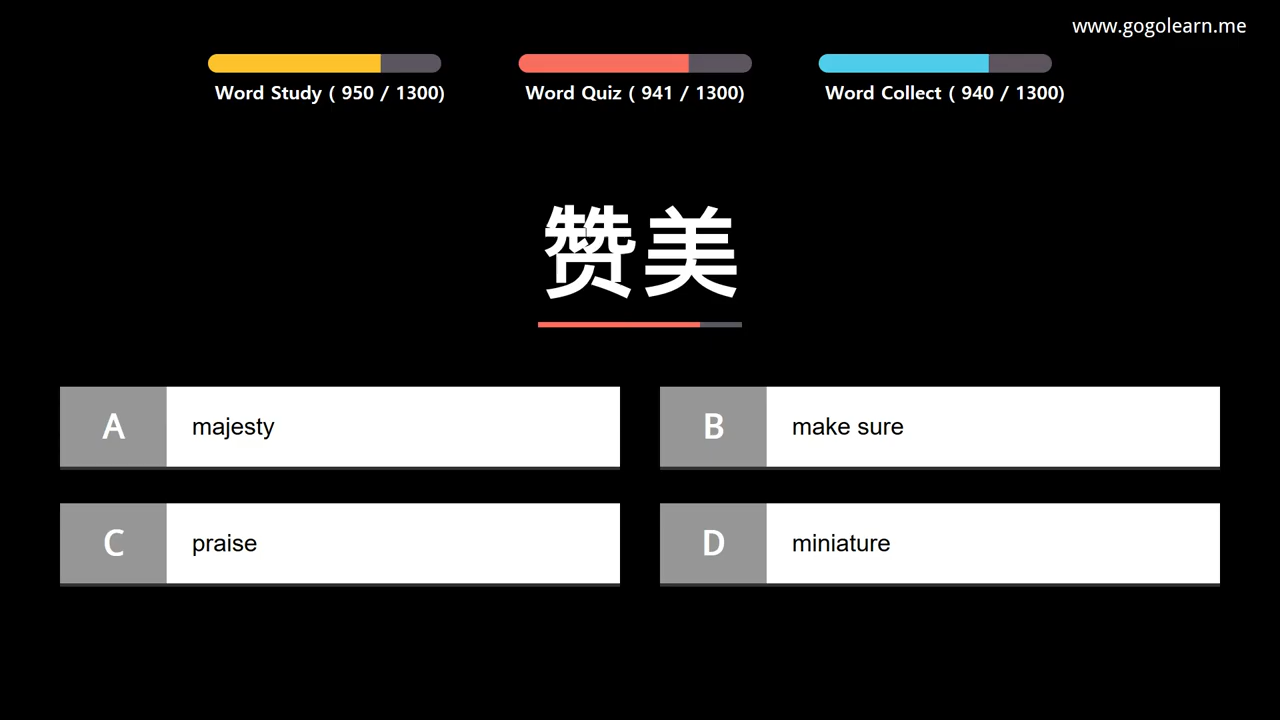 www.gogolearn.me
Word Study ( 950 / 1300)
Word Quiz ( 941 / 1300)
Word Collect ( 940 / 1300)
赞美
A majesty
B make sure
C praise
D miniature